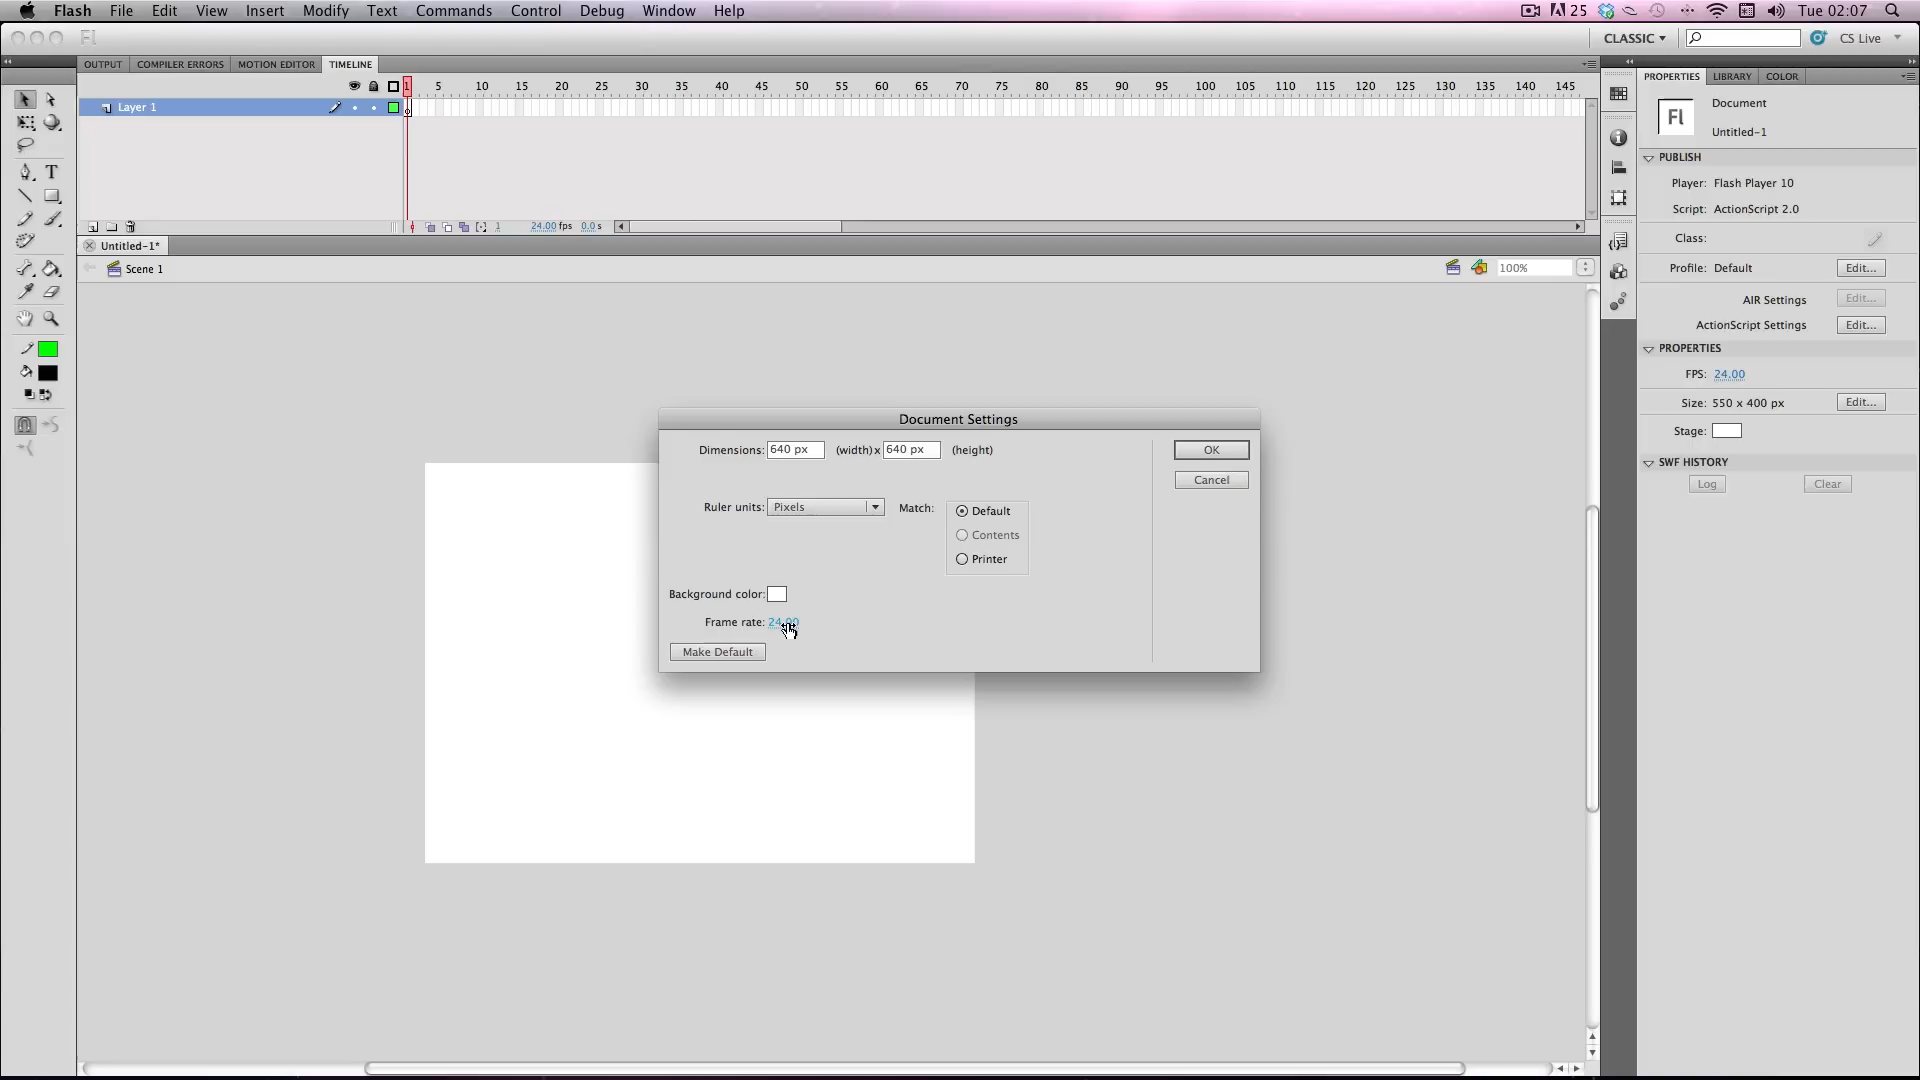 Flash File Edit View Insert Modify Text Commands Control Debug Window Help 25 Tue 02:07
Fl CLASSIC CS Live
OUTPUT COMPILER ERRORS MOTION EDITOR TIMELINE
1 5 10 15 20 25 30 35 40 45 50 55 60 65 70 75 80 85 90 95 100 105 110 115 120 125 130 135 140 145
Layer 1
1 24.00 fps 0.0 s
Untitled-1*
Scene 1 100%
PROPERTIES LIBRARY COLOR
Fl
Document
Untitled-1
PUBLISH
Player: Flash Player 10
Script: ActionScript 2.0
Class:
Profile: Default Edit...
AIR Settings Edit...
ActionScript Settings Edit...
PROPERTIES
FPS: 24.00
Size: 550 x 400 px Edit...
Stage:
SWF HISTORY
Log Clear
Document Settings
Dimensions: 640 px (width) x 640 px (height)
OK
Cancel
Ruler units: Pixels
Match: Default
Contents
Printer
Background color:
Frame rate: 24.00
Make Default